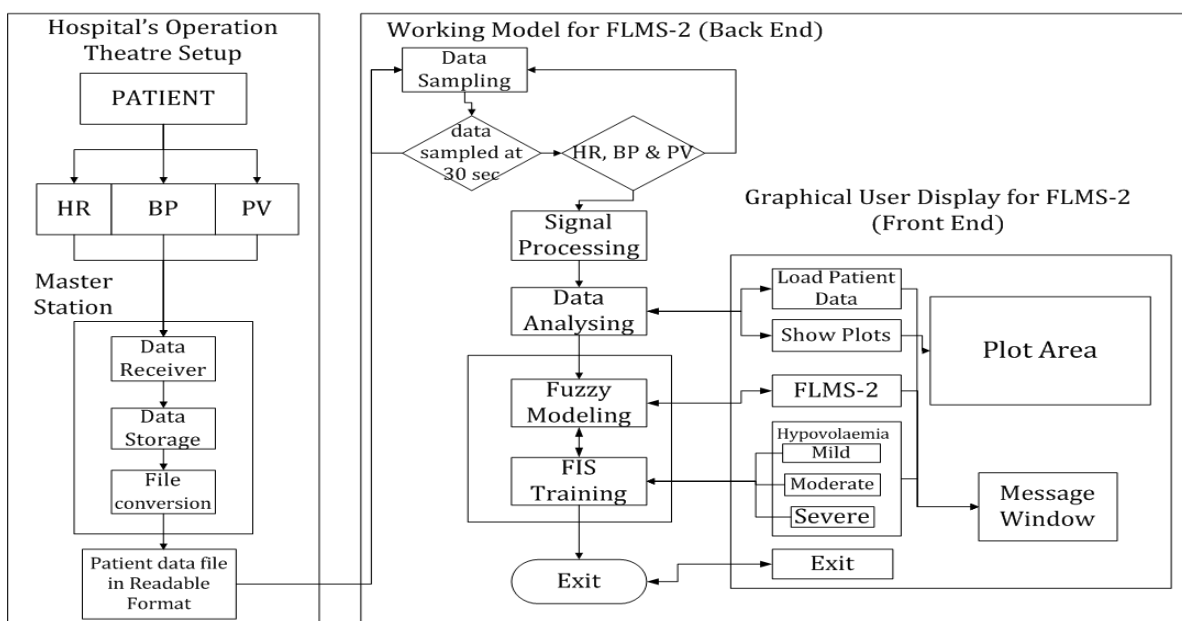 Hospital's Operation
Theatre Setup
PATIENT
HR
BP
PV
Master
Station
Data
Receiver
Data
Storage
File
conversion
Patient data file
in Readable
Format
Working Model for FLMS-2 (Back End)
Data
Sampling
data
sampled at
30 sec
HR, BP & PV
Signal
Processing
Data
Analysing
Fuzzy
Modeling
FIS
Training
Exit
Graphical User Display for FLMS-2
(Front End)
Load Patient
Data
Show Plots
Plot Area
FLMS-2
Hypovolaemia
Mild
Moderate
Severe
Message
Window
Exit